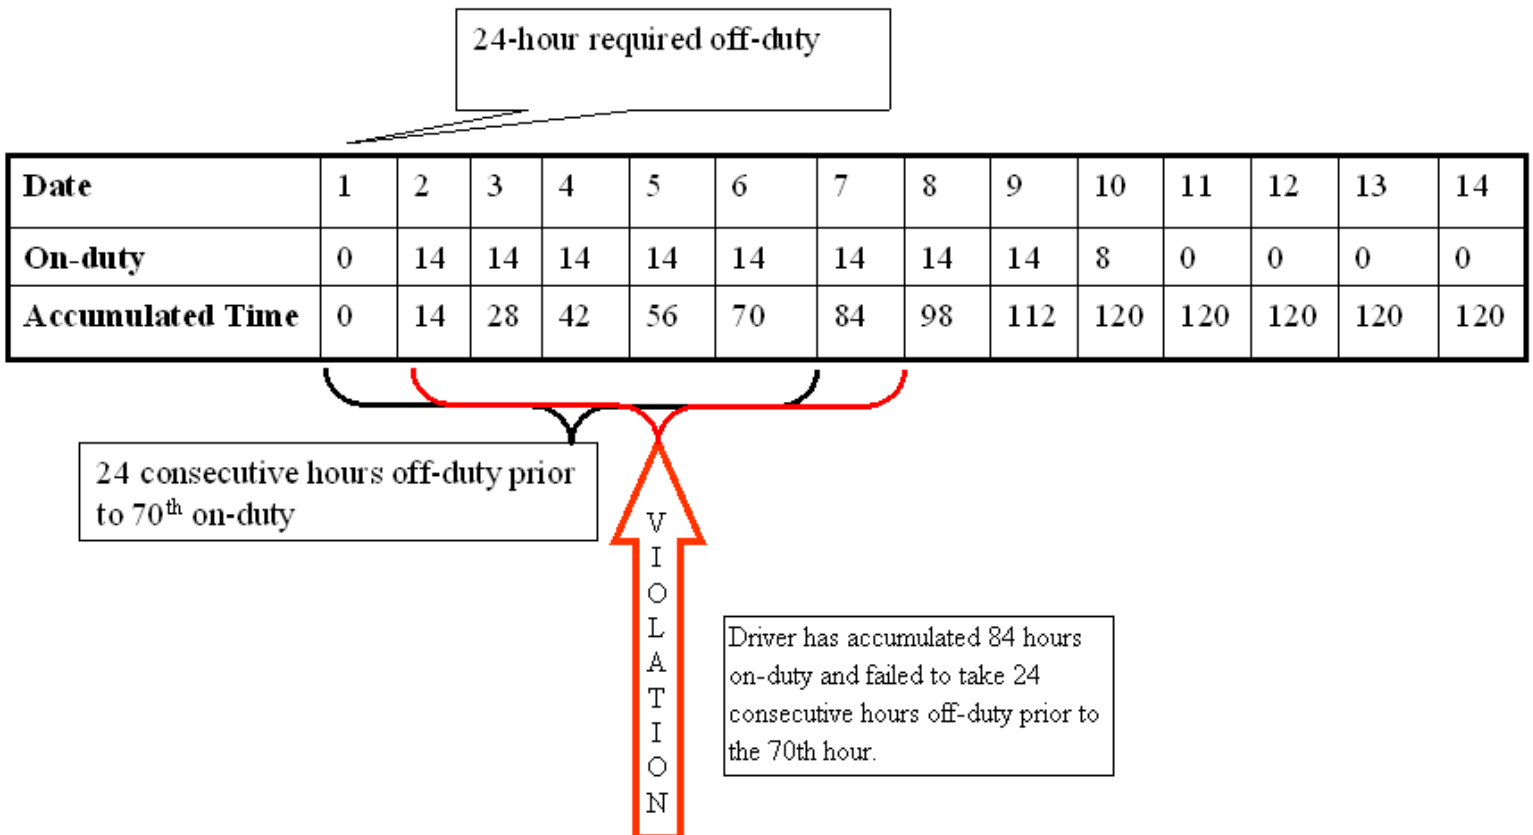 24-hour required off-duty
Date 1 2 3 4 5 6 7 8 9 10 11 12 13 14
On-duty 0 14 14 14 14 14 14 14 14 8 0 0 0 0
Accumulated Time 0 14 28 42 56 70 84 98 112 120 120 120 120 120
24 consecutive hours off-duty prior
to 70th on-duty
VIOLATION
Driver has accumulated 84 hours
on-duty and failed to take 24
consecutive hours off-duty prior to
the 70th hour.